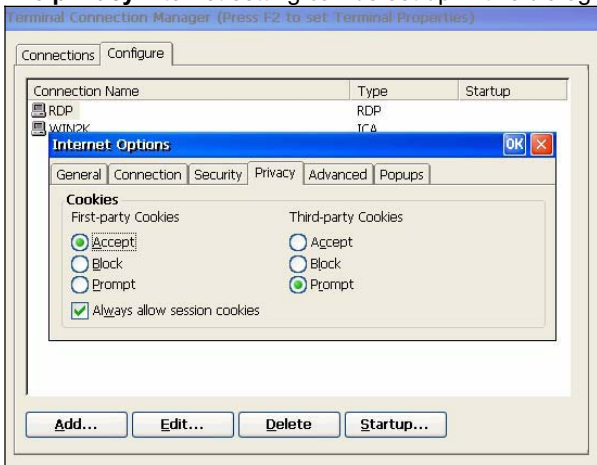 Terminal Connection Manager (Press F2 to set Terminal Properties)
Connections Configure
Connection Name Type Startup
RDP RDP
WIN2K ICA
Internet Options OK
General Connection Security Privacy Advanced Popups
Cookies
First-party Cookies Third-party Cookies
Accept Accept
Block Block
Prompt Prompt
Always allow session cookies
Add... Edit... Delete Startup...